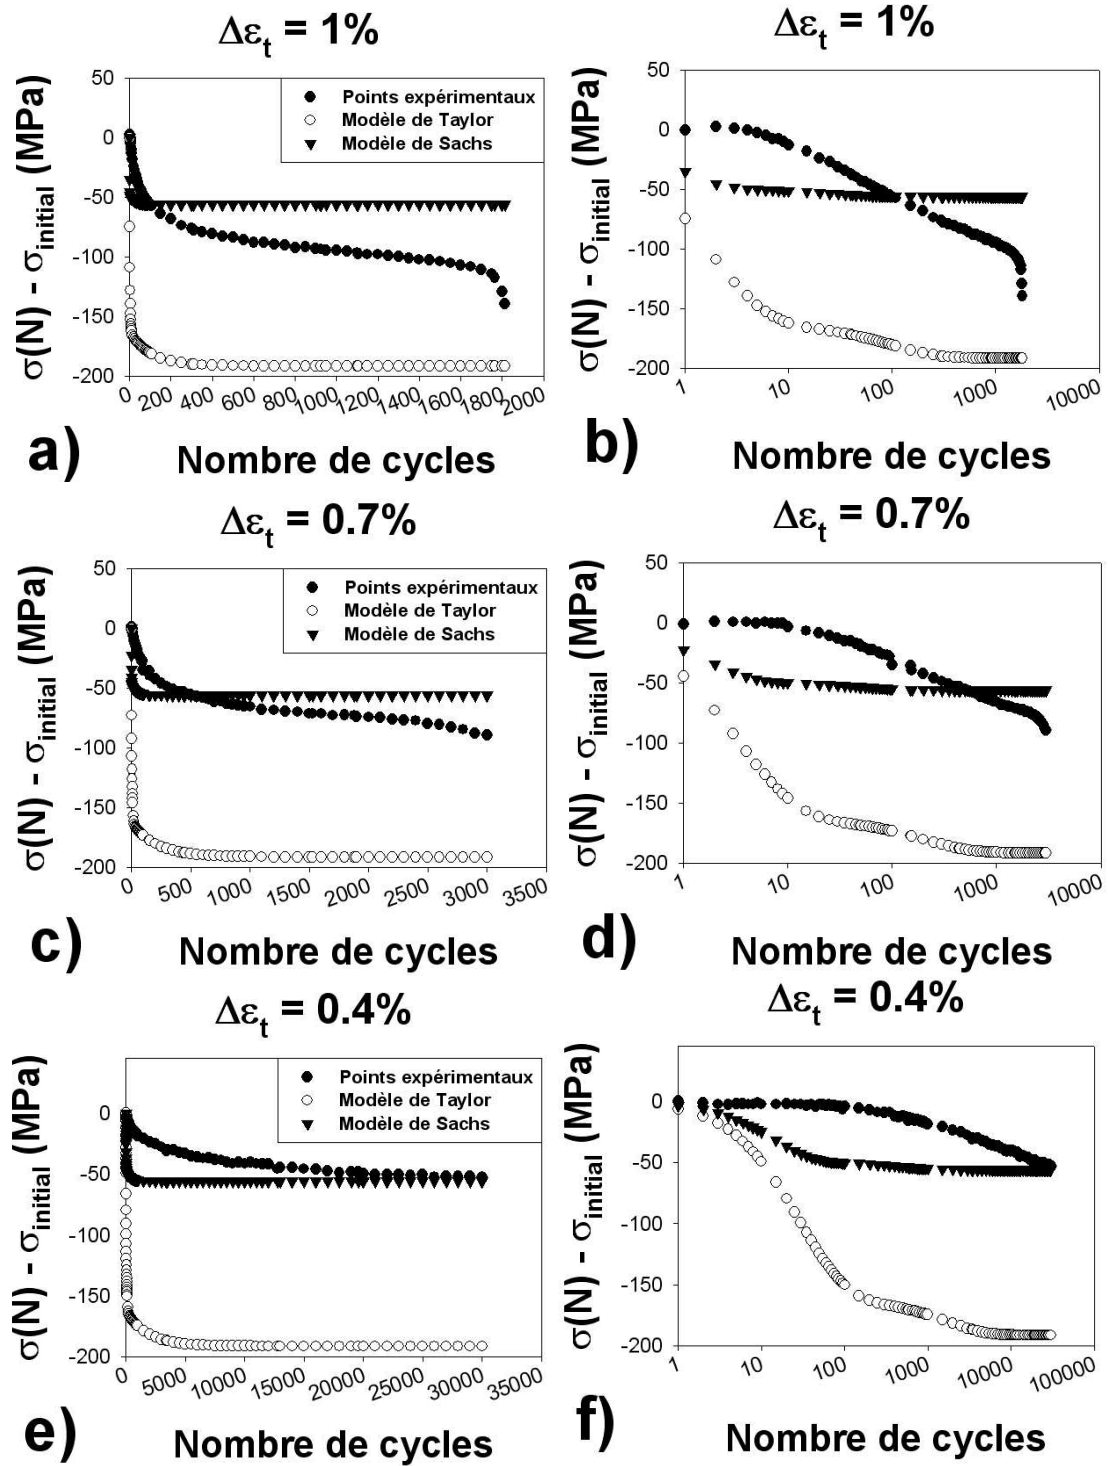 Δεt = 1%
50
0
-50
-100
-150
-200
σ(N) - σinitial (MPa)
Points expérimentaux
Modèle de Taylor
Modèle de Sachs
0 200 400 600 800 1000 1200 1400 1600 1800 2000
a)
Nombre de cycles
Δεt = 1%
50
0
-50
-100
-150
-200
σ(N) - σinitial (MPa)
1 10 100 1000 10000
b)
Nombre de cycles
Δεt = 0.7%
50
0
-50
-100
-150
-200
σ(N) - σinitial (MPa)
Points expérimentaux
Modèle de Taylor
Modèle de Sachs
0 500 1000 1500 2000 2500 3000 3500
c)
Nombre de cycles
Δεt = 0.7%
50
0
-50
-100
-150
-200
σ(N) - σinitial (MPa)
1 10 100 1000 10000
d)
Nombre de cycles
Δεt = 0.4%
0
-50
-100
-150
-200
σ(N) - σinitial (MPa)
Points expérimentaux
Modèle de Taylor
Modèle de Sachs
0 5000 10000 15000 20000 25000 30000 35000
e)
Nombre de cycles
Δεt = 0.4%
0
-50
-100
-150
-200
σ(N) - σinitial (MPa)
1 10 100 1000 10000 100000
f)
Nombre de cycles